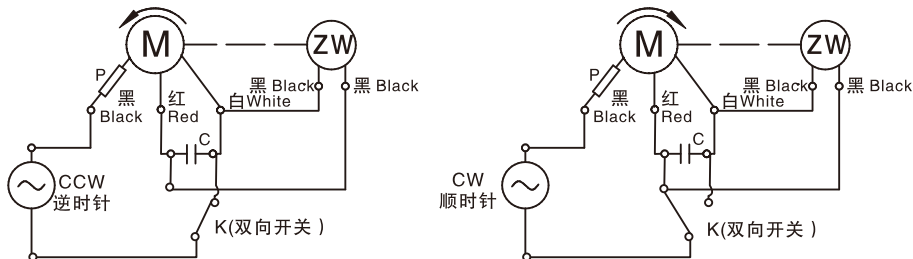 M
ZW
P
黑 Black
黑 Black
黑
Black
红
Red
白White
C
CCW
逆时针
K(双向开关 )
M
ZW
P
黑 Black
黑 Black
黑
Black
红
Red
白White
C
CW
顺时针
K(双向开关 )